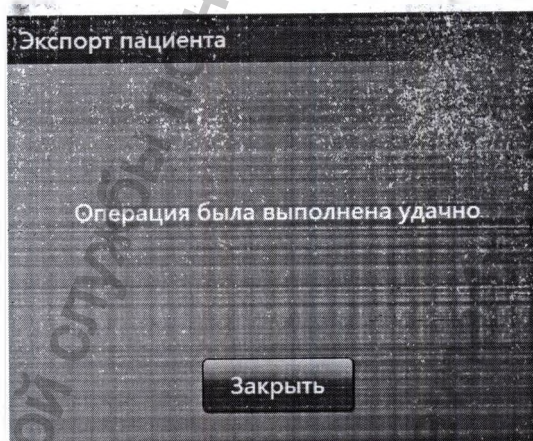 Экспорт пациента
Операция была выполнена удачно
Закрыть